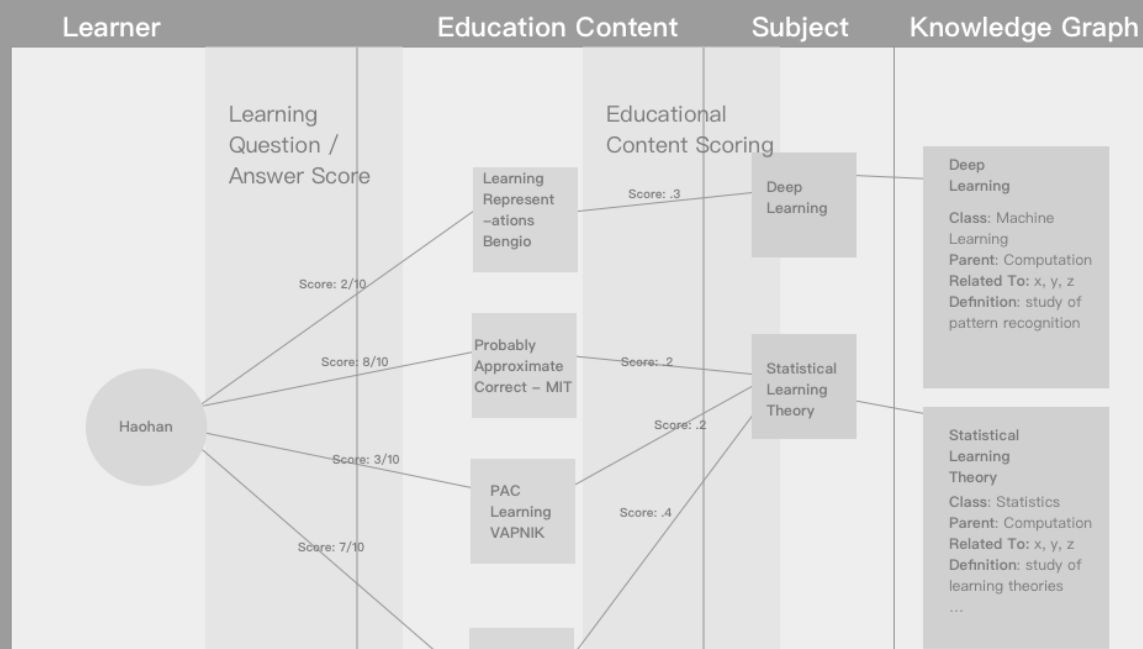 Learner
Education Content
Subject
Knowledge Graph
Learning
Question /
Answer Score
Educational
Content Scoring
Haohan
Score: 2/10
Score: 8/10
Score: 3/10
Score: 7/10
Learning
Represent
-ations
Bengio
Probably
Approximate
Correct - MIT
PAC
Learning
VAPNIK
Score: .3
Score: .2
Score: .2
Score: .4
Deep
Learning
Statistical
Learning
Theory
Deep
Learning
Class: Machine
Learning
Parent: Computation
Related To: x, y, z
Definition: study of
pattern recognition
Statistical
Learning
Theory
Class: Statistics
Parent: Computation
Related To: x, y, z
Definition: study of
learning theories
...